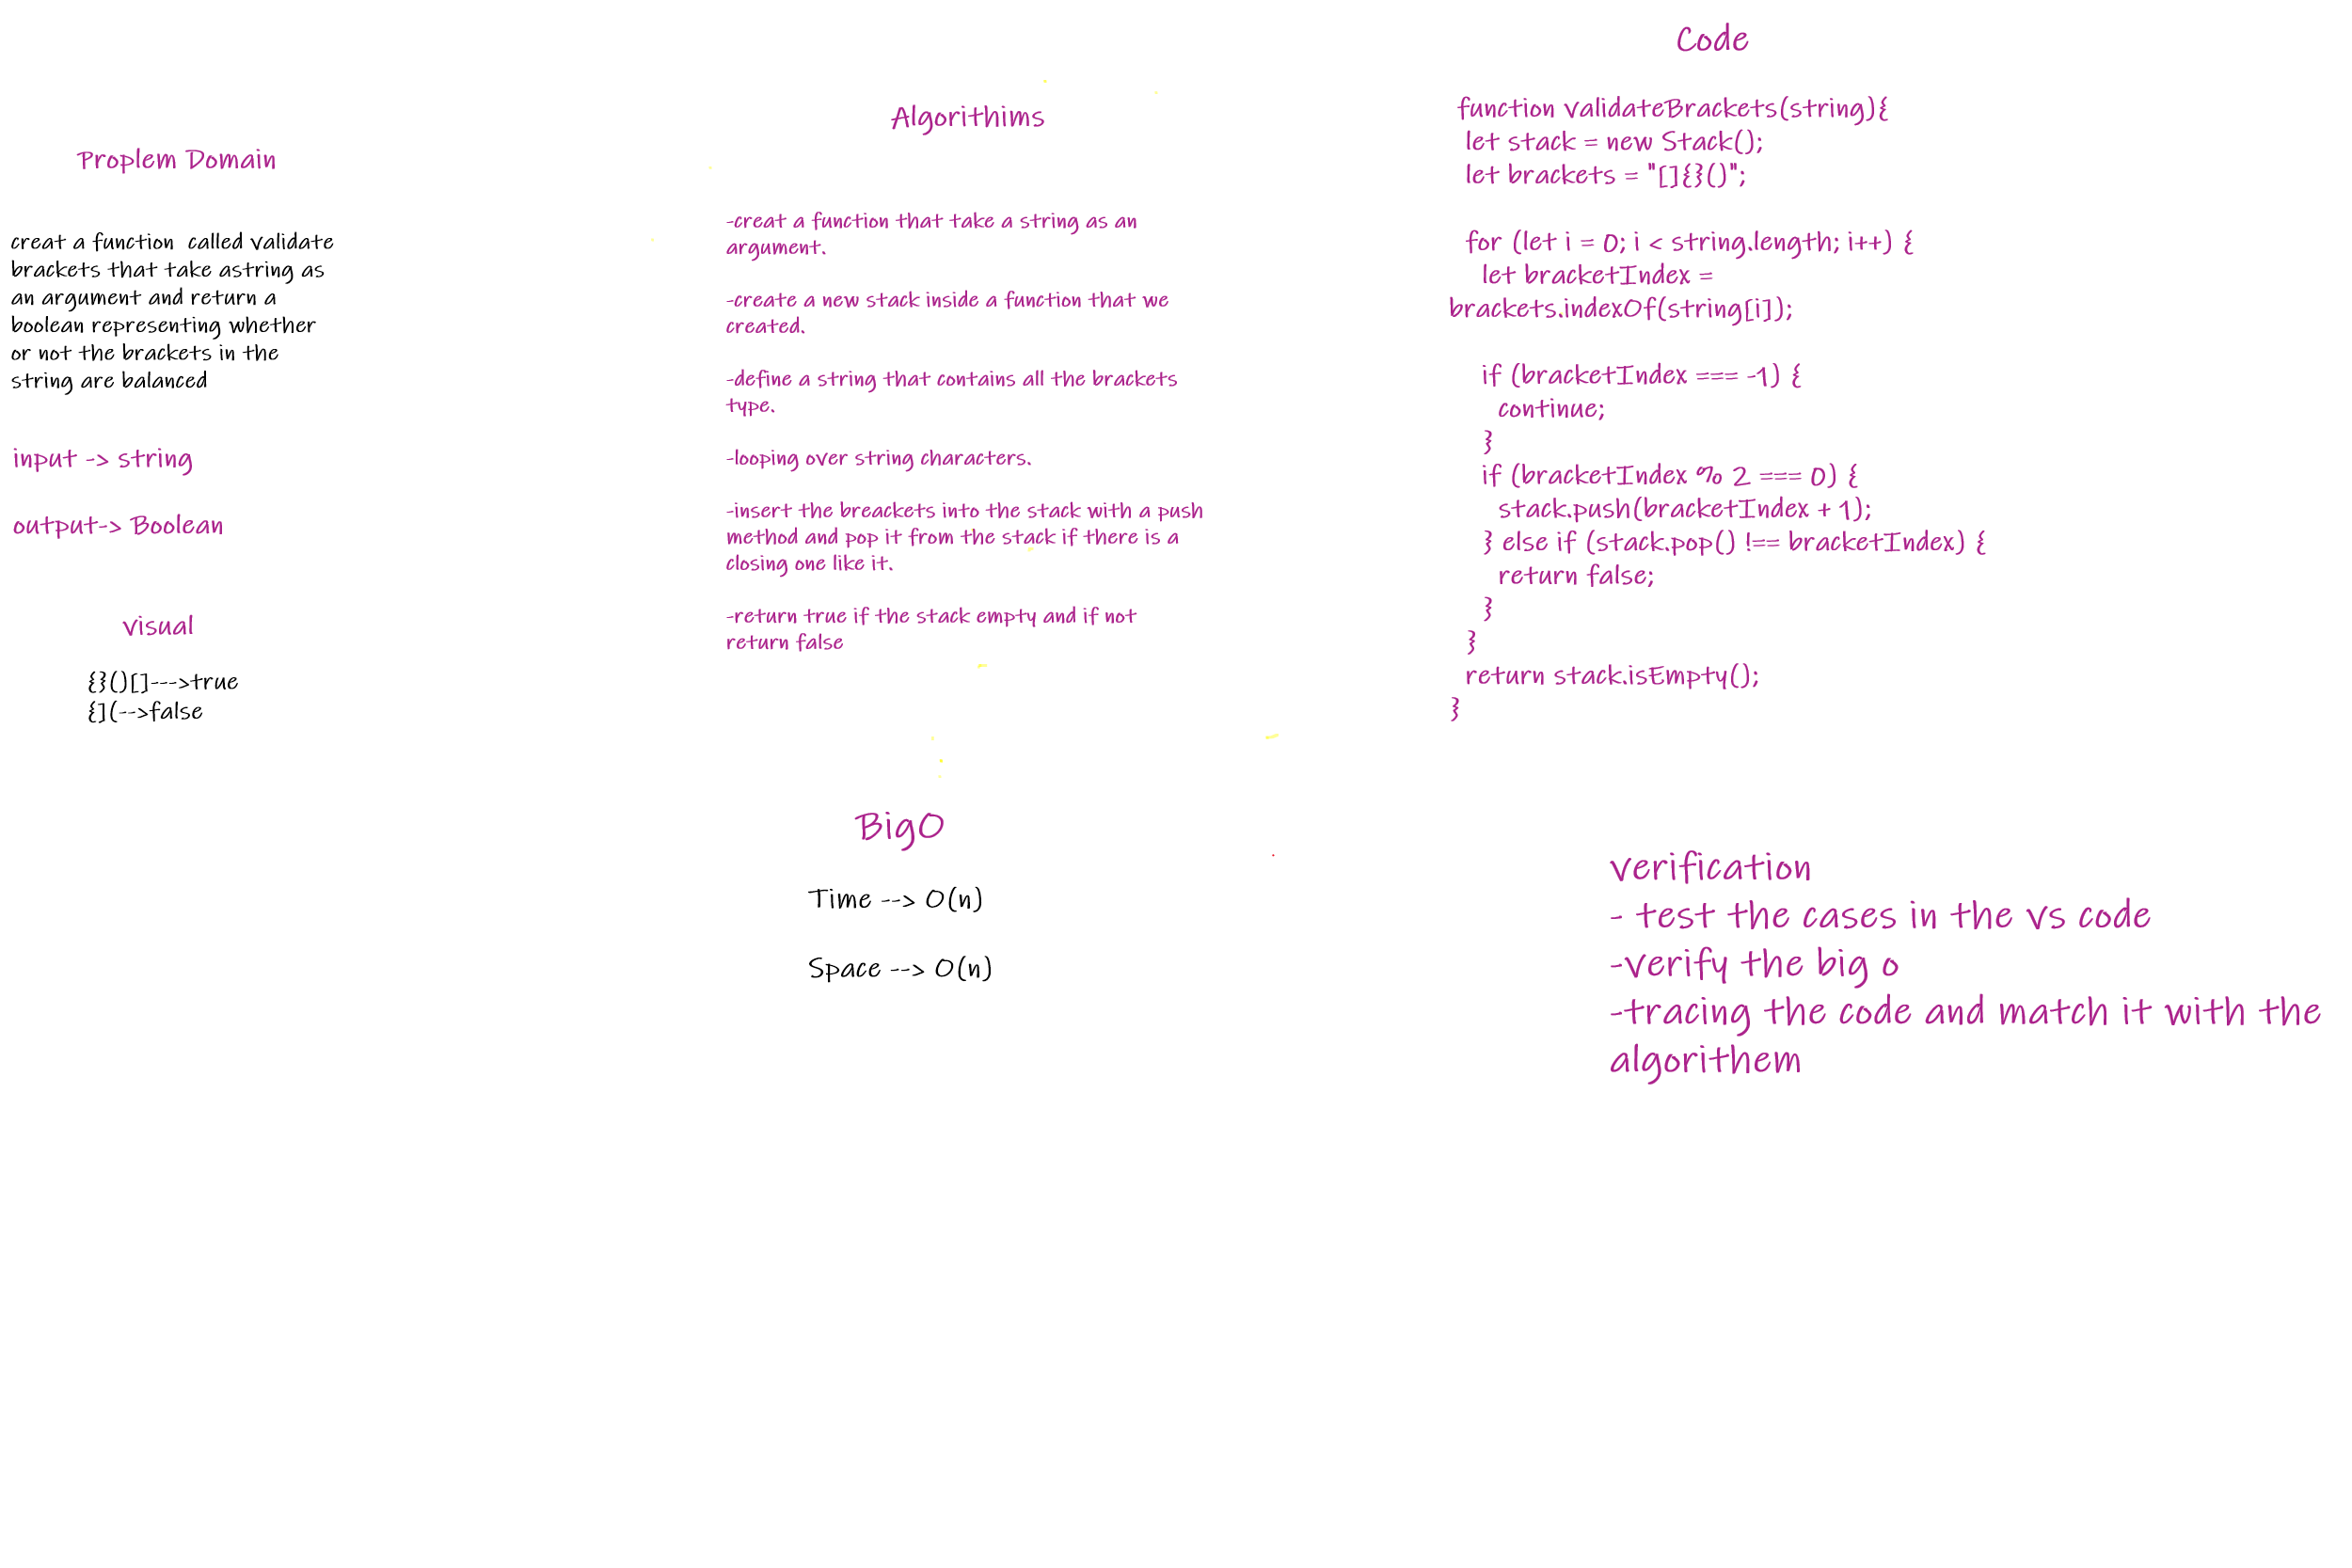 Proplem Domain
creat a function called validate
brackets that take astring as
an argument and return a
boolean representing whether
or not the brackets in the
string are balanced
input -> string
output-> Boolean
visual
{}()[]--->true
{](-->false
Algorithims
-creat a function that take a string as an
argument.
-create a new stack inside a function that we
created.
-define a string that contains all the brackets
type.
-looping over string characters.
-insert the breackets into the stack with a push
method and pop it from the stack if there is a
closing one like it.
-return true if the stack empty and if not
return false
BigO
Time --> O(n)
Space --> O(n)
Code
function validateBrackets(string){
let stack = new Stack();
let brackets = "[]{}()";
for (let i = 0; i < string.length; i++) {
let bracketIndex =
brackets.indexOf(string[i]);
if (bracketIndex === -1) {
continue;
}
if (bracketIndex % 2 === 0) {
stack.push(bracketIndex + 1);
} else if (stack.pop() !== bracketIndex) {
return false;
}
}
return stack.isEmpty();
}
verification
- test the cases in the vs code
-verify the big o
-tracing the code and match it with the
algorithem